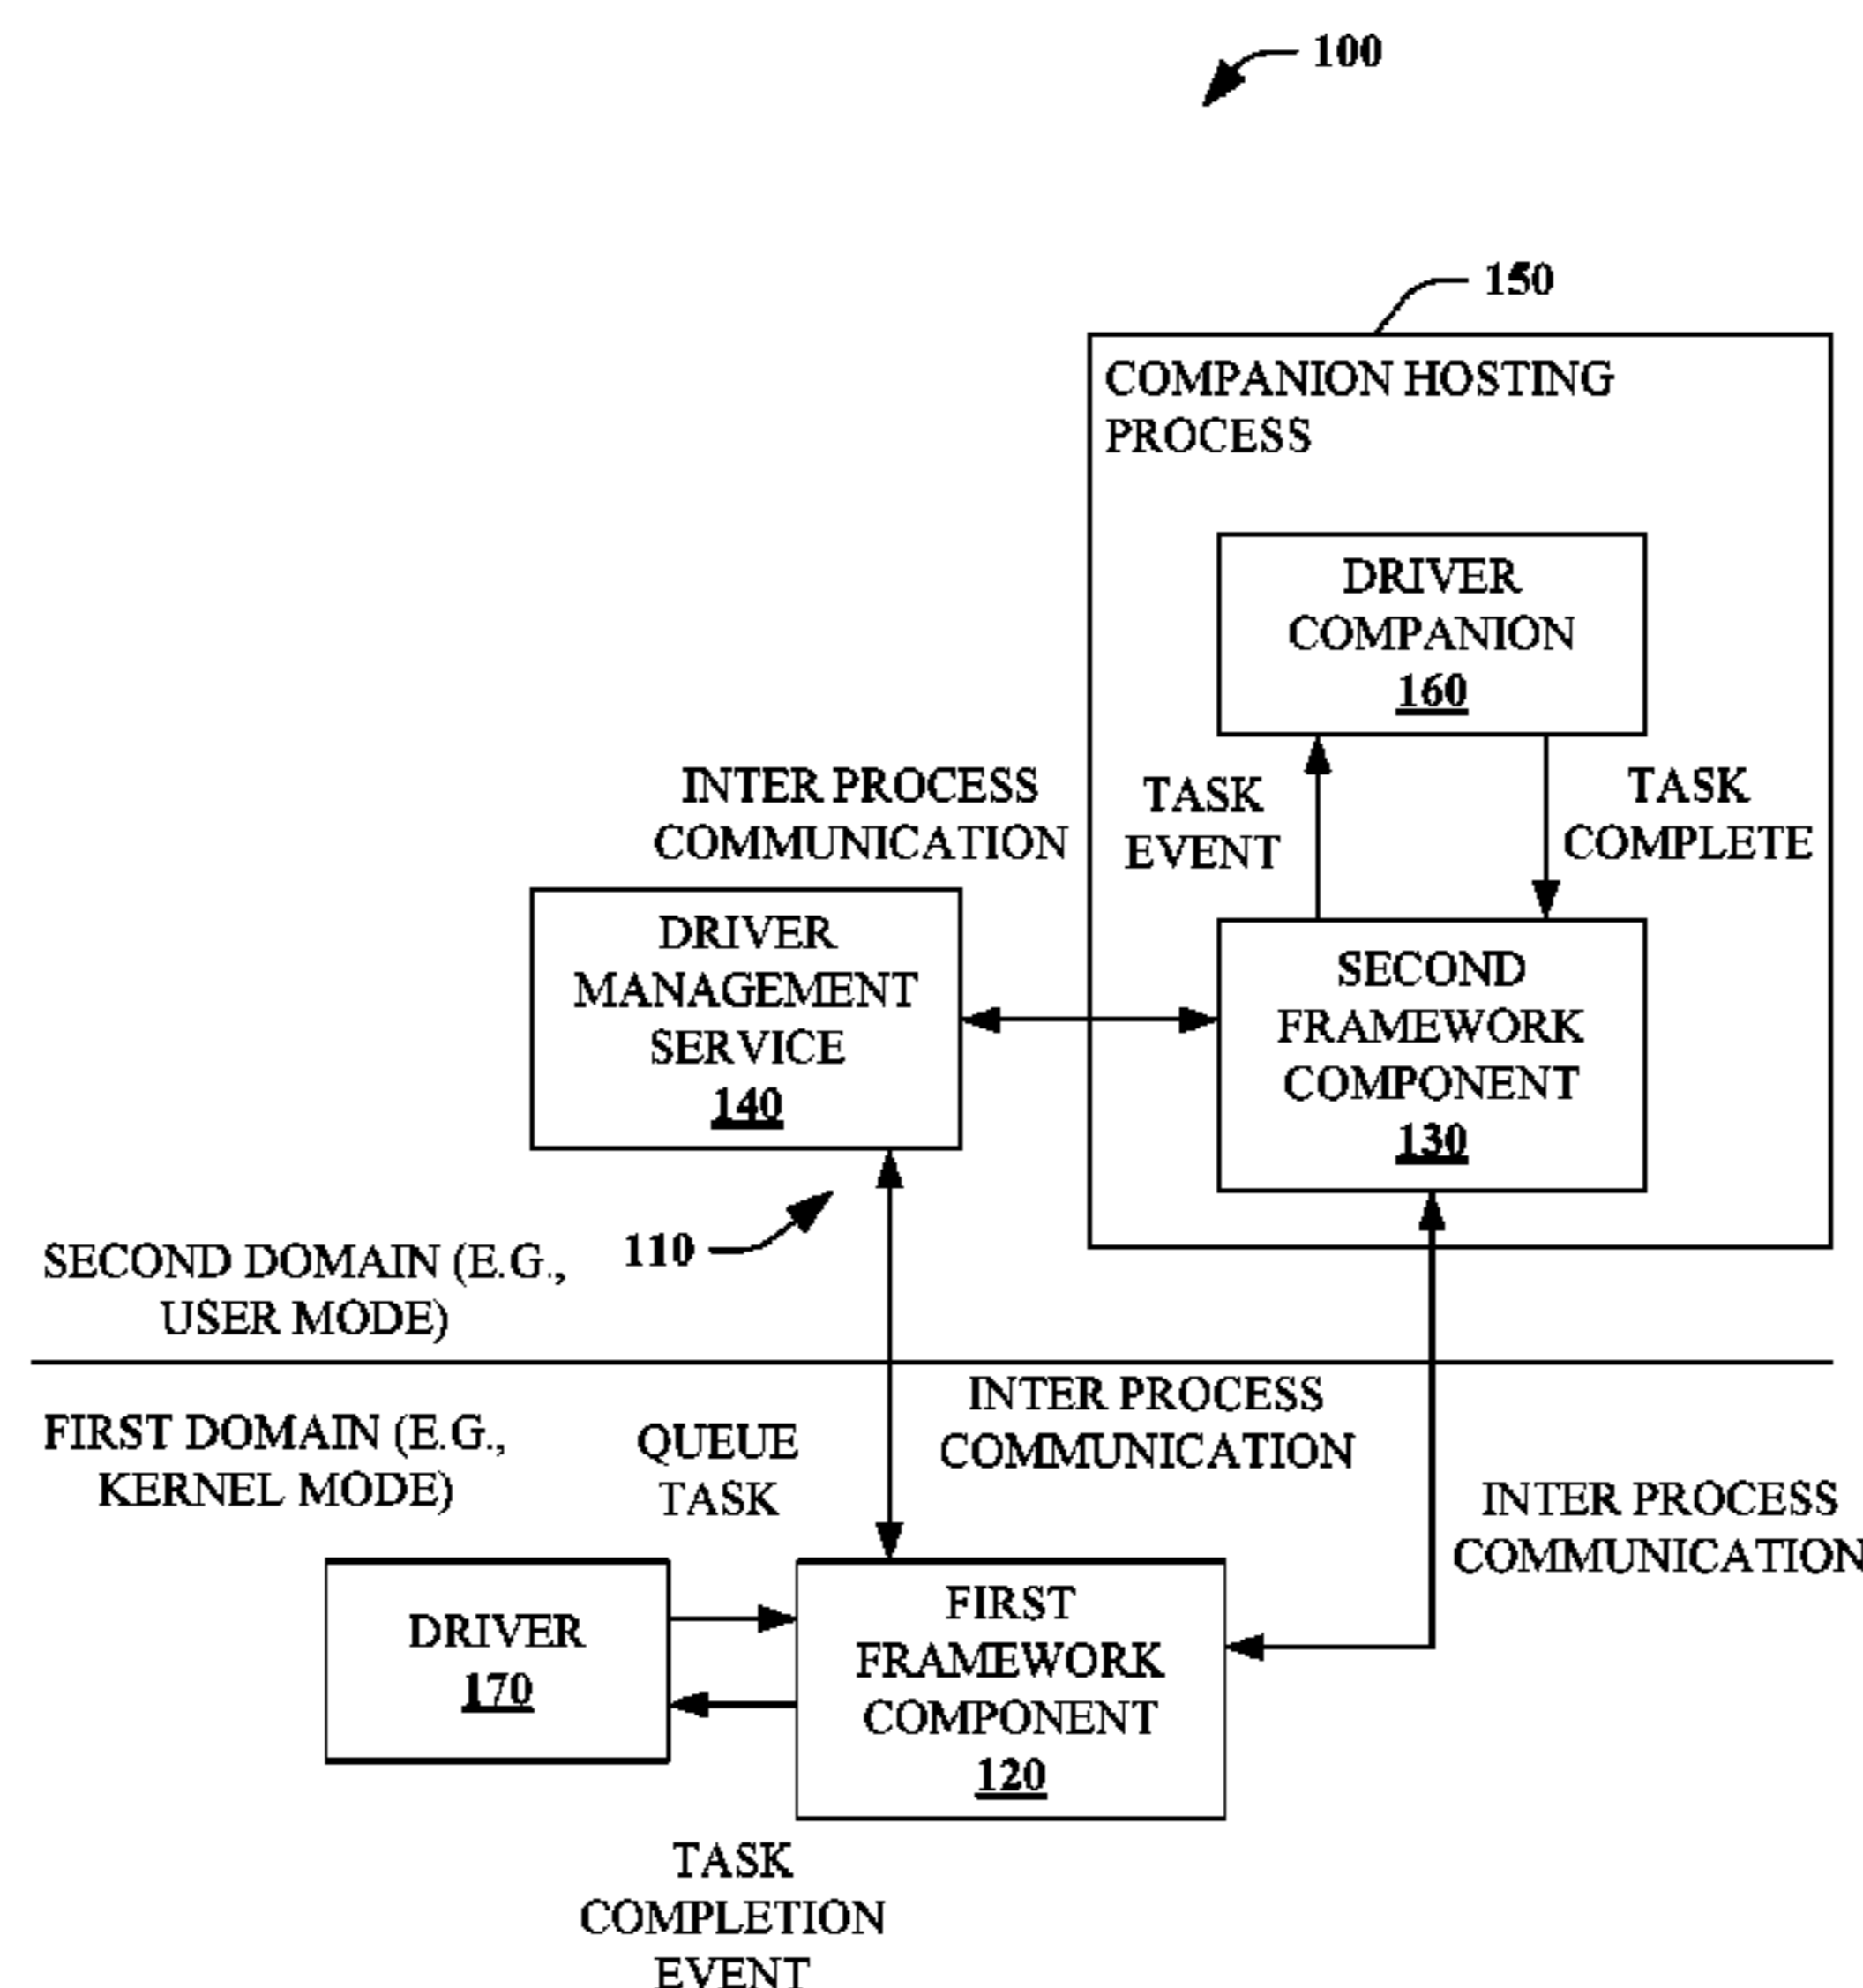 100
150
COMPANION HOSTING
PROCESS
DRIVER
COMPANION
160
INTER PROCESS
COMMUNICATION
TASK
EVENT
TASK
COMPLETE
DRIVER
MANAGEMENT
SERVICE
140
SECOND
FRAMEWORK
COMPONENT
130
110
SECOND DOMAIN (E.G.,
USER MODE)
FIRST DOMAIN (E.G.,
KERNEL MODE)
QUEUE
TASK
INTER PROCESS
COMMUNICATION
INTER PROCESS
COMMUNICATION
DRIVER
170
FIRST
FRAMEWORK
COMPONENT
120
TASK
COMPLETION
EVENT